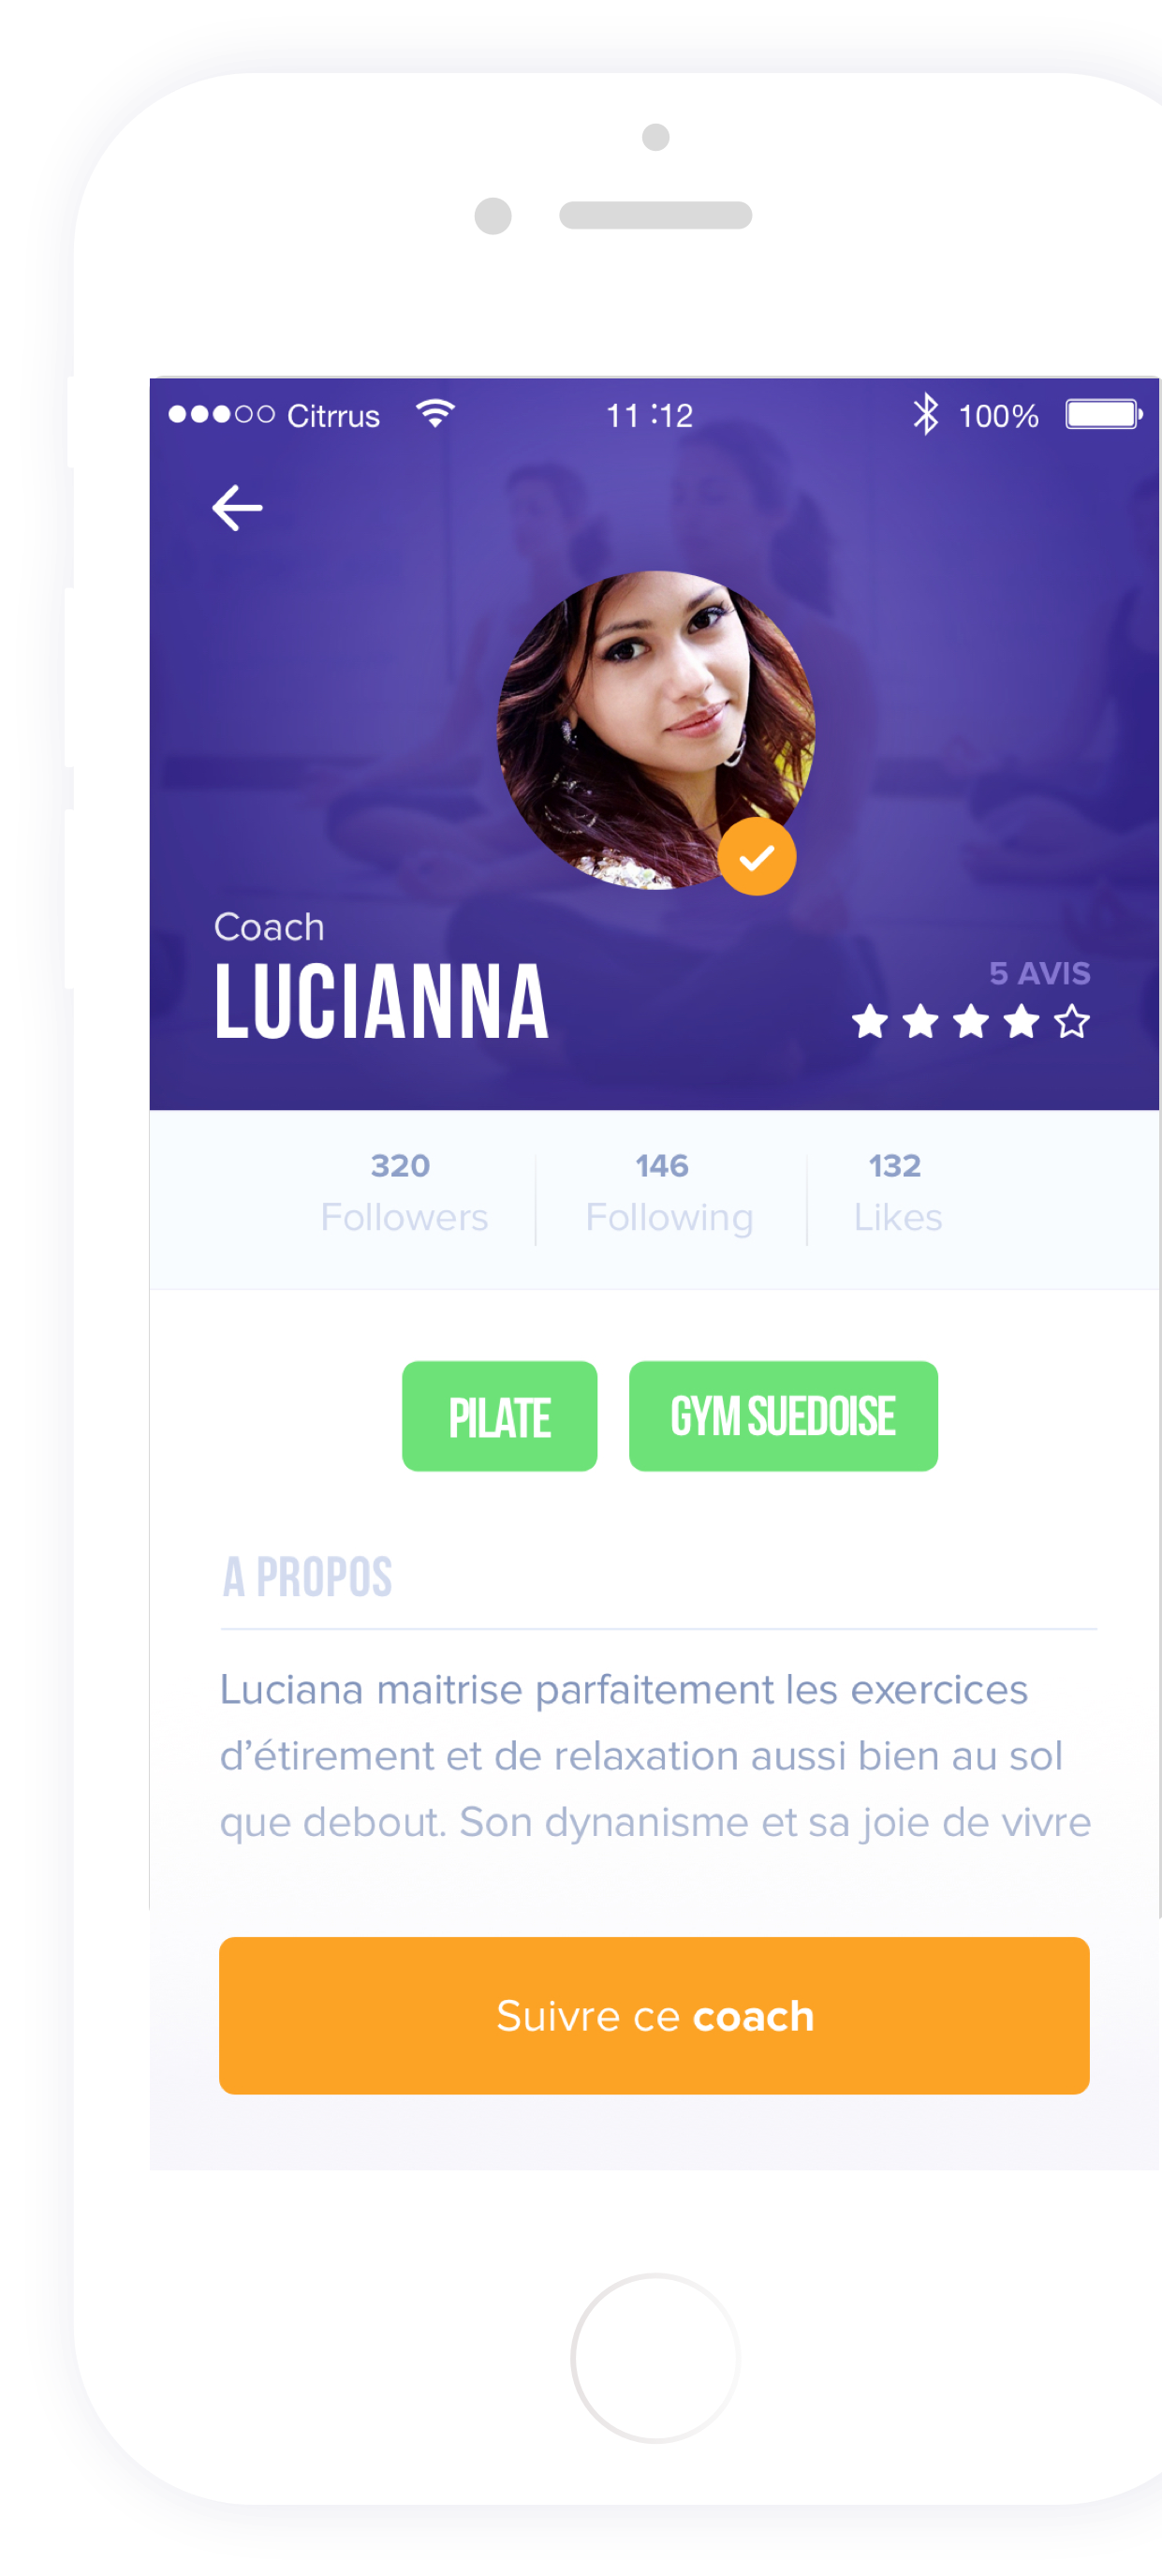 Citrrus 11 :12 100%
Coach
LUCIANNA
5 AVIS
320 146 132
Followers Following Likes
PILATE GYM SUEDOISE
A PROPOS
Luciana maitrise parfaitement les exercices
d’étirement et de relaxation aussi bien au sol
que debout. Son dynanisme et sa joie de vivre
Suivre ce coach